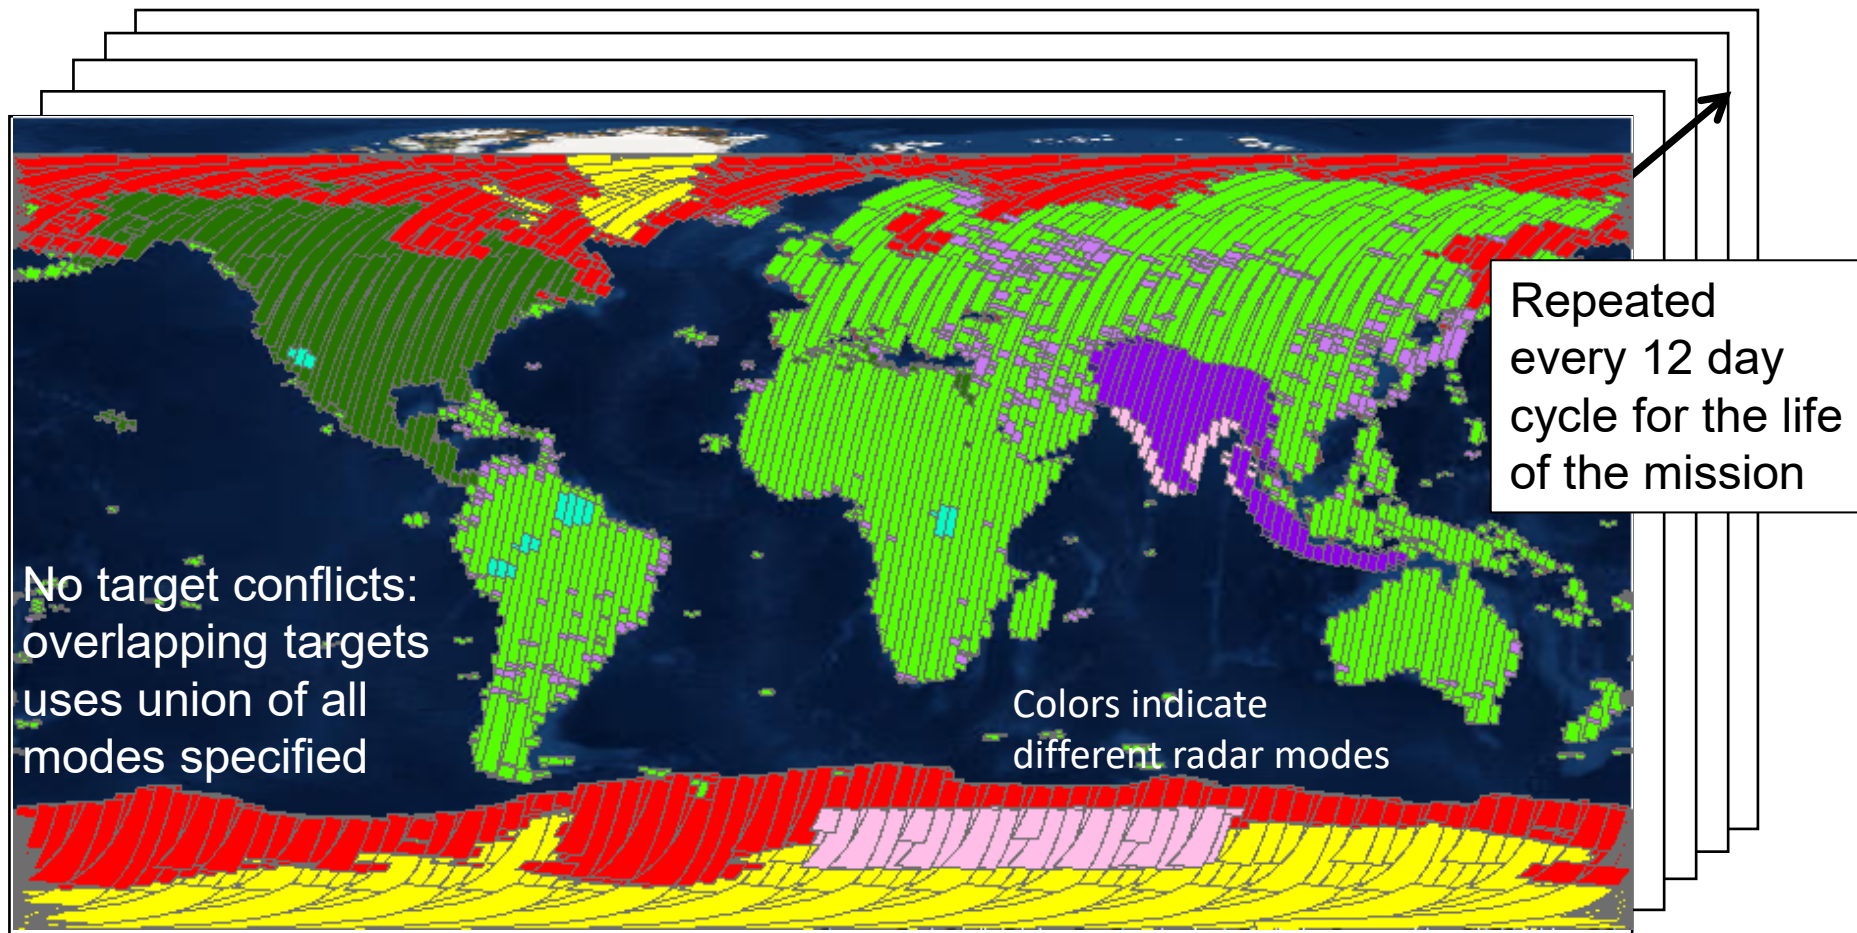 Repeated
every 12 day
cycle for the life
of the mission
No target conflicts:
overlapping targets
uses union of all
modes specified
Colors indicate
different radar modes